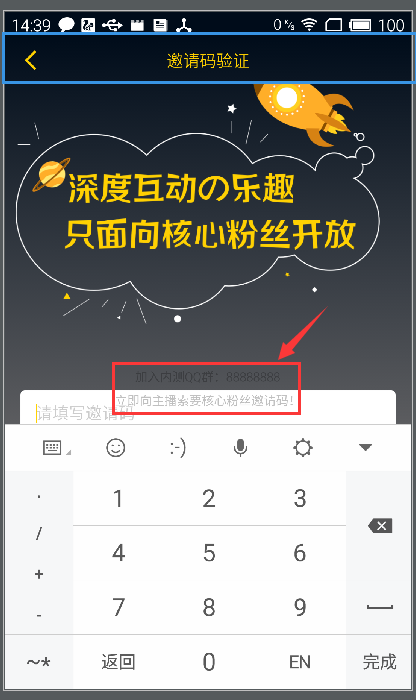 14:39
0 K/s
100
邀请码验证
深度互动の乐趣
只面向核心粉丝开放
加入内测QQ群：88888888
立即向主播索要核心粉丝邀请码！
请填写邀请码
:-)
. 1 2 3
/ 4 5 6
+
- 7 8 9
~* 返回 0 EN 完成